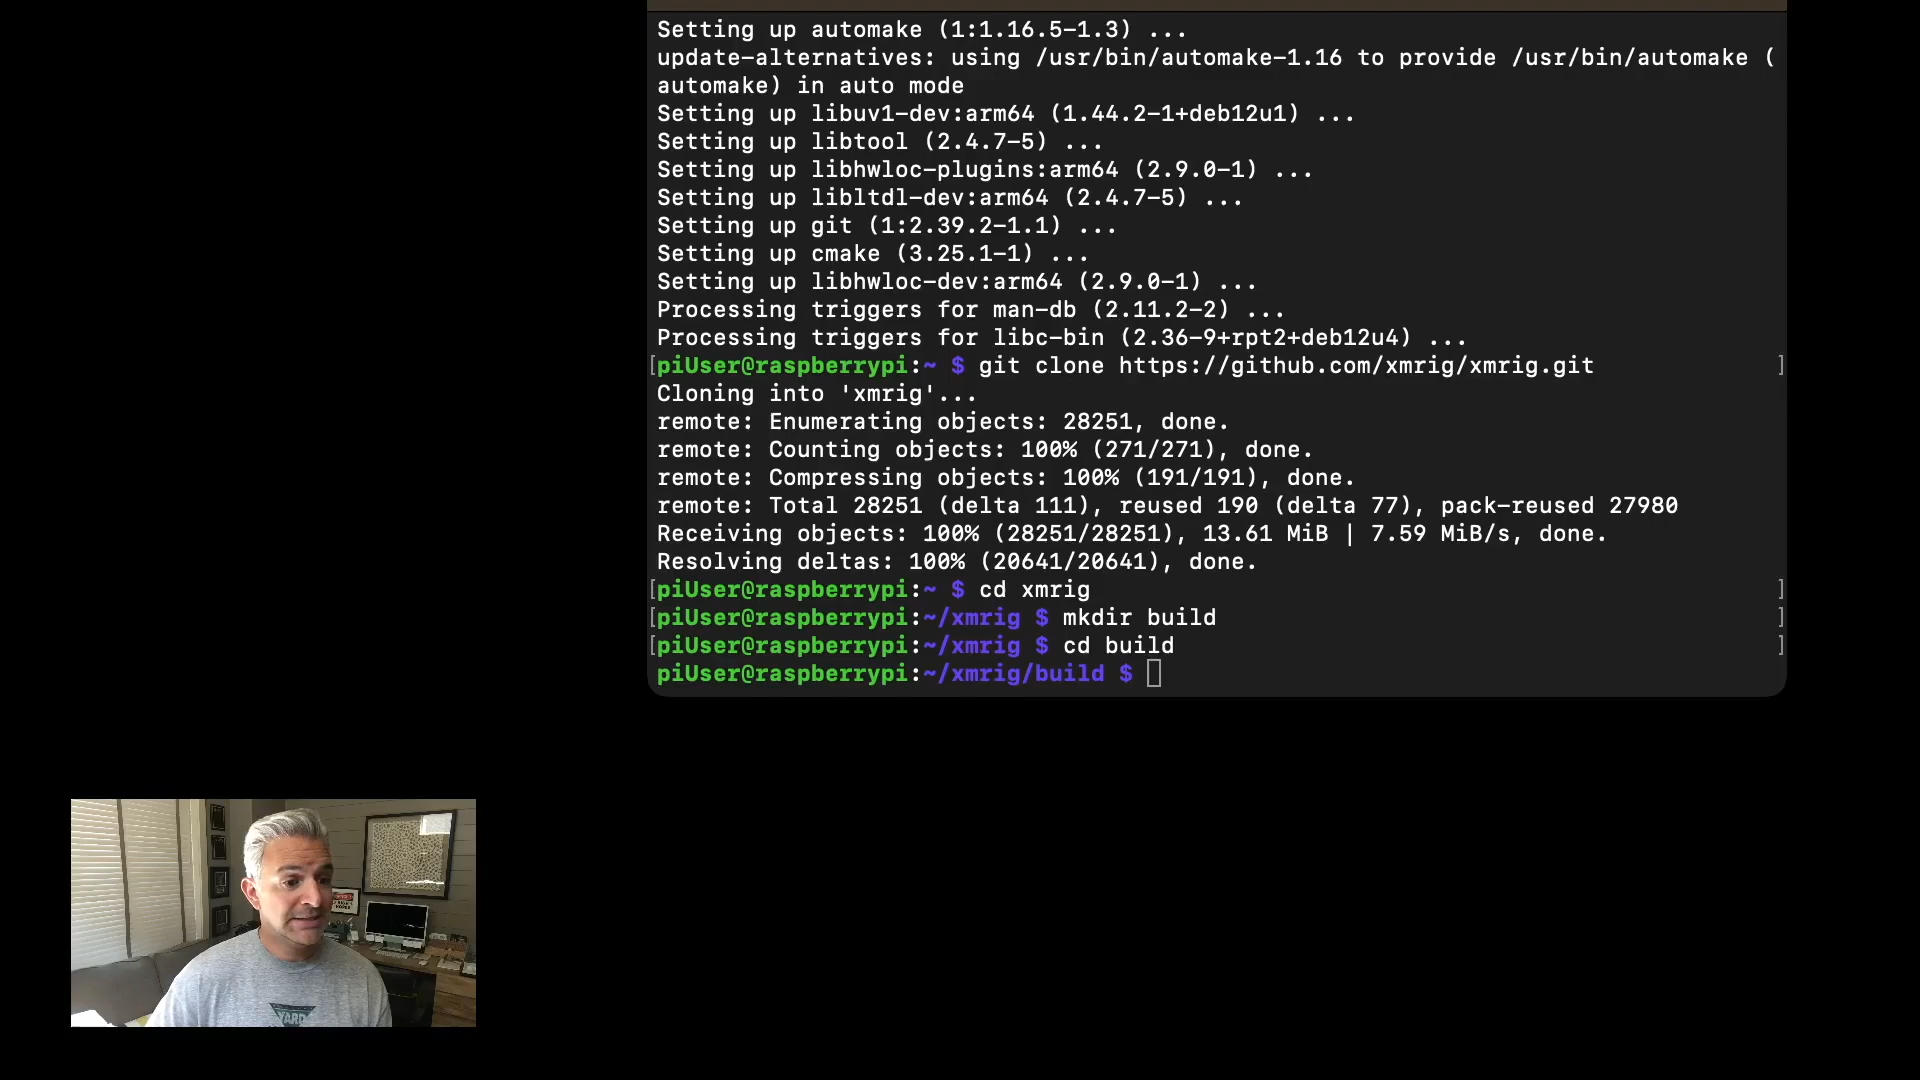 Setting up automake (1:1.16.5-1.3) ...
update-alternatives: using /usr/bin/automake-1.16 to provide /usr/bin/automake (
automake) in auto mode
Setting up libuv1-dev:arm64 (1.44.2-1+deb12u1) ...
Setting up libtool (2.4.7-5) ...
Setting up libhwloc-plugins:arm64 (2.9.0-1) ...
Setting up libltdl-dev:arm64 (2.4.7-5) ...
Setting up git (1:2.39.2-1.1) ...
Setting up cmake (3.25.1-1) ...
Setting up libhwloc-dev:arm64 (2.9.0-1) ...
Processing triggers for man-db (2.11.2-2) ...
Processing triggers for libc-bin (2.36-9+rpt2+deb12u4) ...
[piUser@raspberrypi:~ $ git clone https://github.com/xmrig/xmrig.git ]
Cloning into 'xmrig'...
remote: Enumerating objects: 28251, done.
remote: Counting objects: 100% (271/271), done.
remote: Compressing objects: 100% (191/191), done.
remote: Total 28251 (delta 111), reused 190 (delta 77), pack-reused 27980
Receiving objects: 100% (28251/28251), 13.61 MiB | 7.59 MiB/s, done.
Resolving deltas: 100% (20641/20641), done.
[piUser@raspberrypi:~ $ cd xmrig ]
[piUser@raspberrypi:~/xmrig $ mkdir build ]
[piUser@raspberrypi:~/xmrig $ cd build ]
piUser@raspberrypi:~/xmrig/build $
YARD